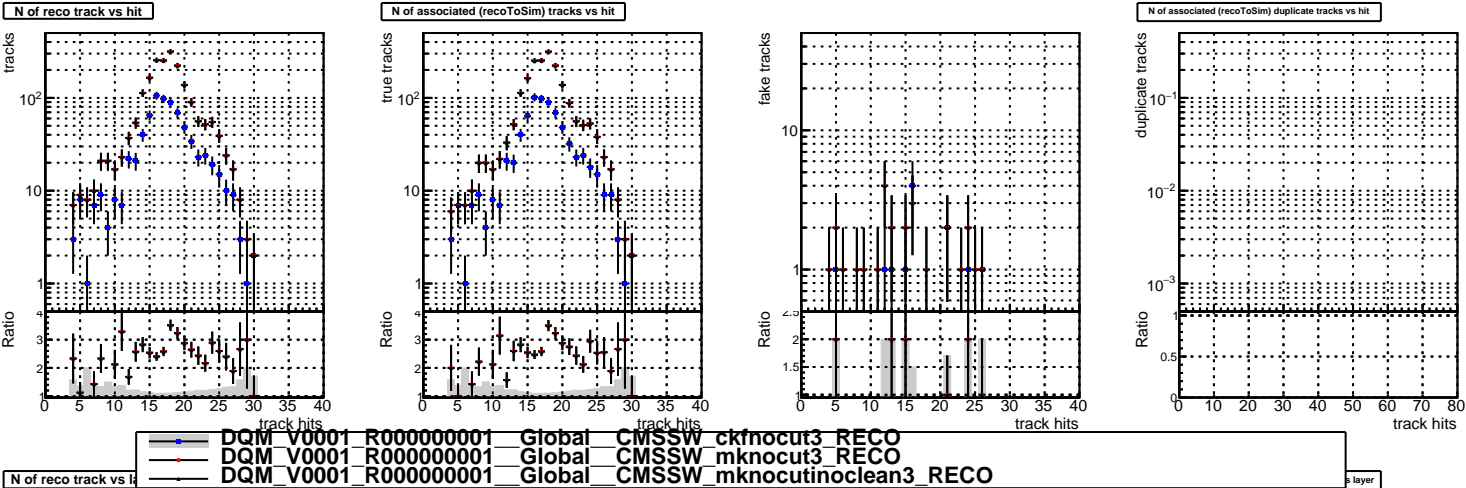 N of reco track vs hit
N of associated (recoToSim) tracks vs hit
N of associated (recoToSim) duplicate tracks vs hit
tracks
10²
10
1
Ratio
4
3
2
1
0 5 10 15 20 25 30 35 40
track hits
true tracks
10²
10
1
Ratio
4
3
2
1
0 5 10 15 20 25 30 35 40
track hits
fake tracks
10
1
Ratio
2.5
2
1.5
1
0 5 10 15 20 25 30 35 40
track hits
duplicate tracks
10⁻¹
10⁻²
10⁻³
Ratio
1
0.5
0
0 10 20 30 40 50 60 70 80
track hits
DQM_V0001_R000000001__Global__CMSSW_ckfnocut3_RECO
DQM_V0001_R000000001__Global__CMSSW_mknocut3_RECO
DQM_V0001_R000000001__Global__CMSSW_mknocutinoclean3_RECO
N of reco track vs la
s layer